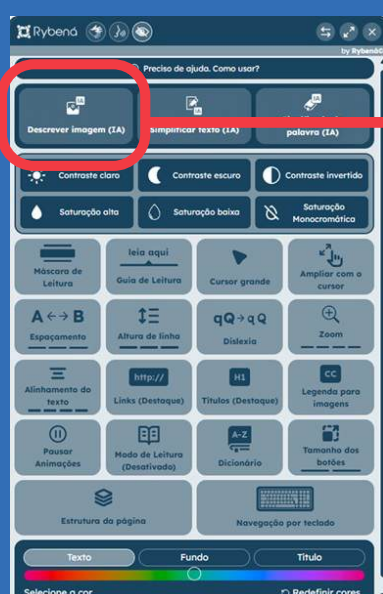 Rybená
by Rybená©
Preciso de ajuda. Como usar?
Descrever imagem (IA)
Simplificar texto (IA)
palavra (IA)
Contraste claro
Contraste escuro
Contraste invertido
Saturação alta
Saturação baixa
Saturação Monocromática
Máscara de Leitura
leia aqui
Guia de Leitura
Cursor grande
Ampliar com o cursor
A ←→ B
Espaçamento
Altura de linha
qQ→qQ
Dislexia
Zoom
Alinhamento do texto
http://
Links (Destaque)
H1
Títulos (Destaque)
CC
Legenda para imagens
Pausar Animações
Modo de Leitura (Desativado)
A-Z
Dicionário
Tamanho dos botões
Estrutura da página
Navegação por teclado
Texto
Fundo
Título
Selecione a cor
Redefinir cores